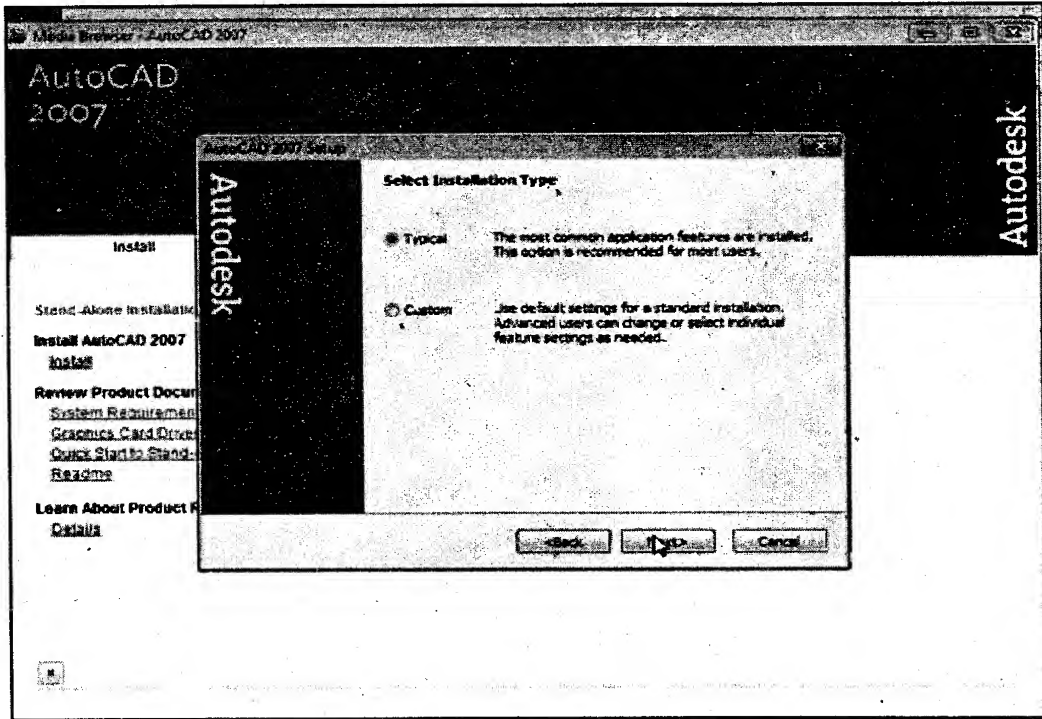 Media Browser - AutoCAD 2007
AutoCAD
2007
Autodesk
AutoCAD 2007 Setup
Autodesk
Select Installation Type
Typical
The most common application features are installed.
This option is recommended for most users.
Custom
Use default settings for a standard installation.
Advanced users can change or select individual
feature settings as needed.
<Back
Cancel
Install
Stand-Alone Installatio
Install AutoCAD 2007
Install
Review Product Docum
System Requiremen
Graphics Card Drive
Quick Start to Stand-
Readme
Learn About Product R
Details